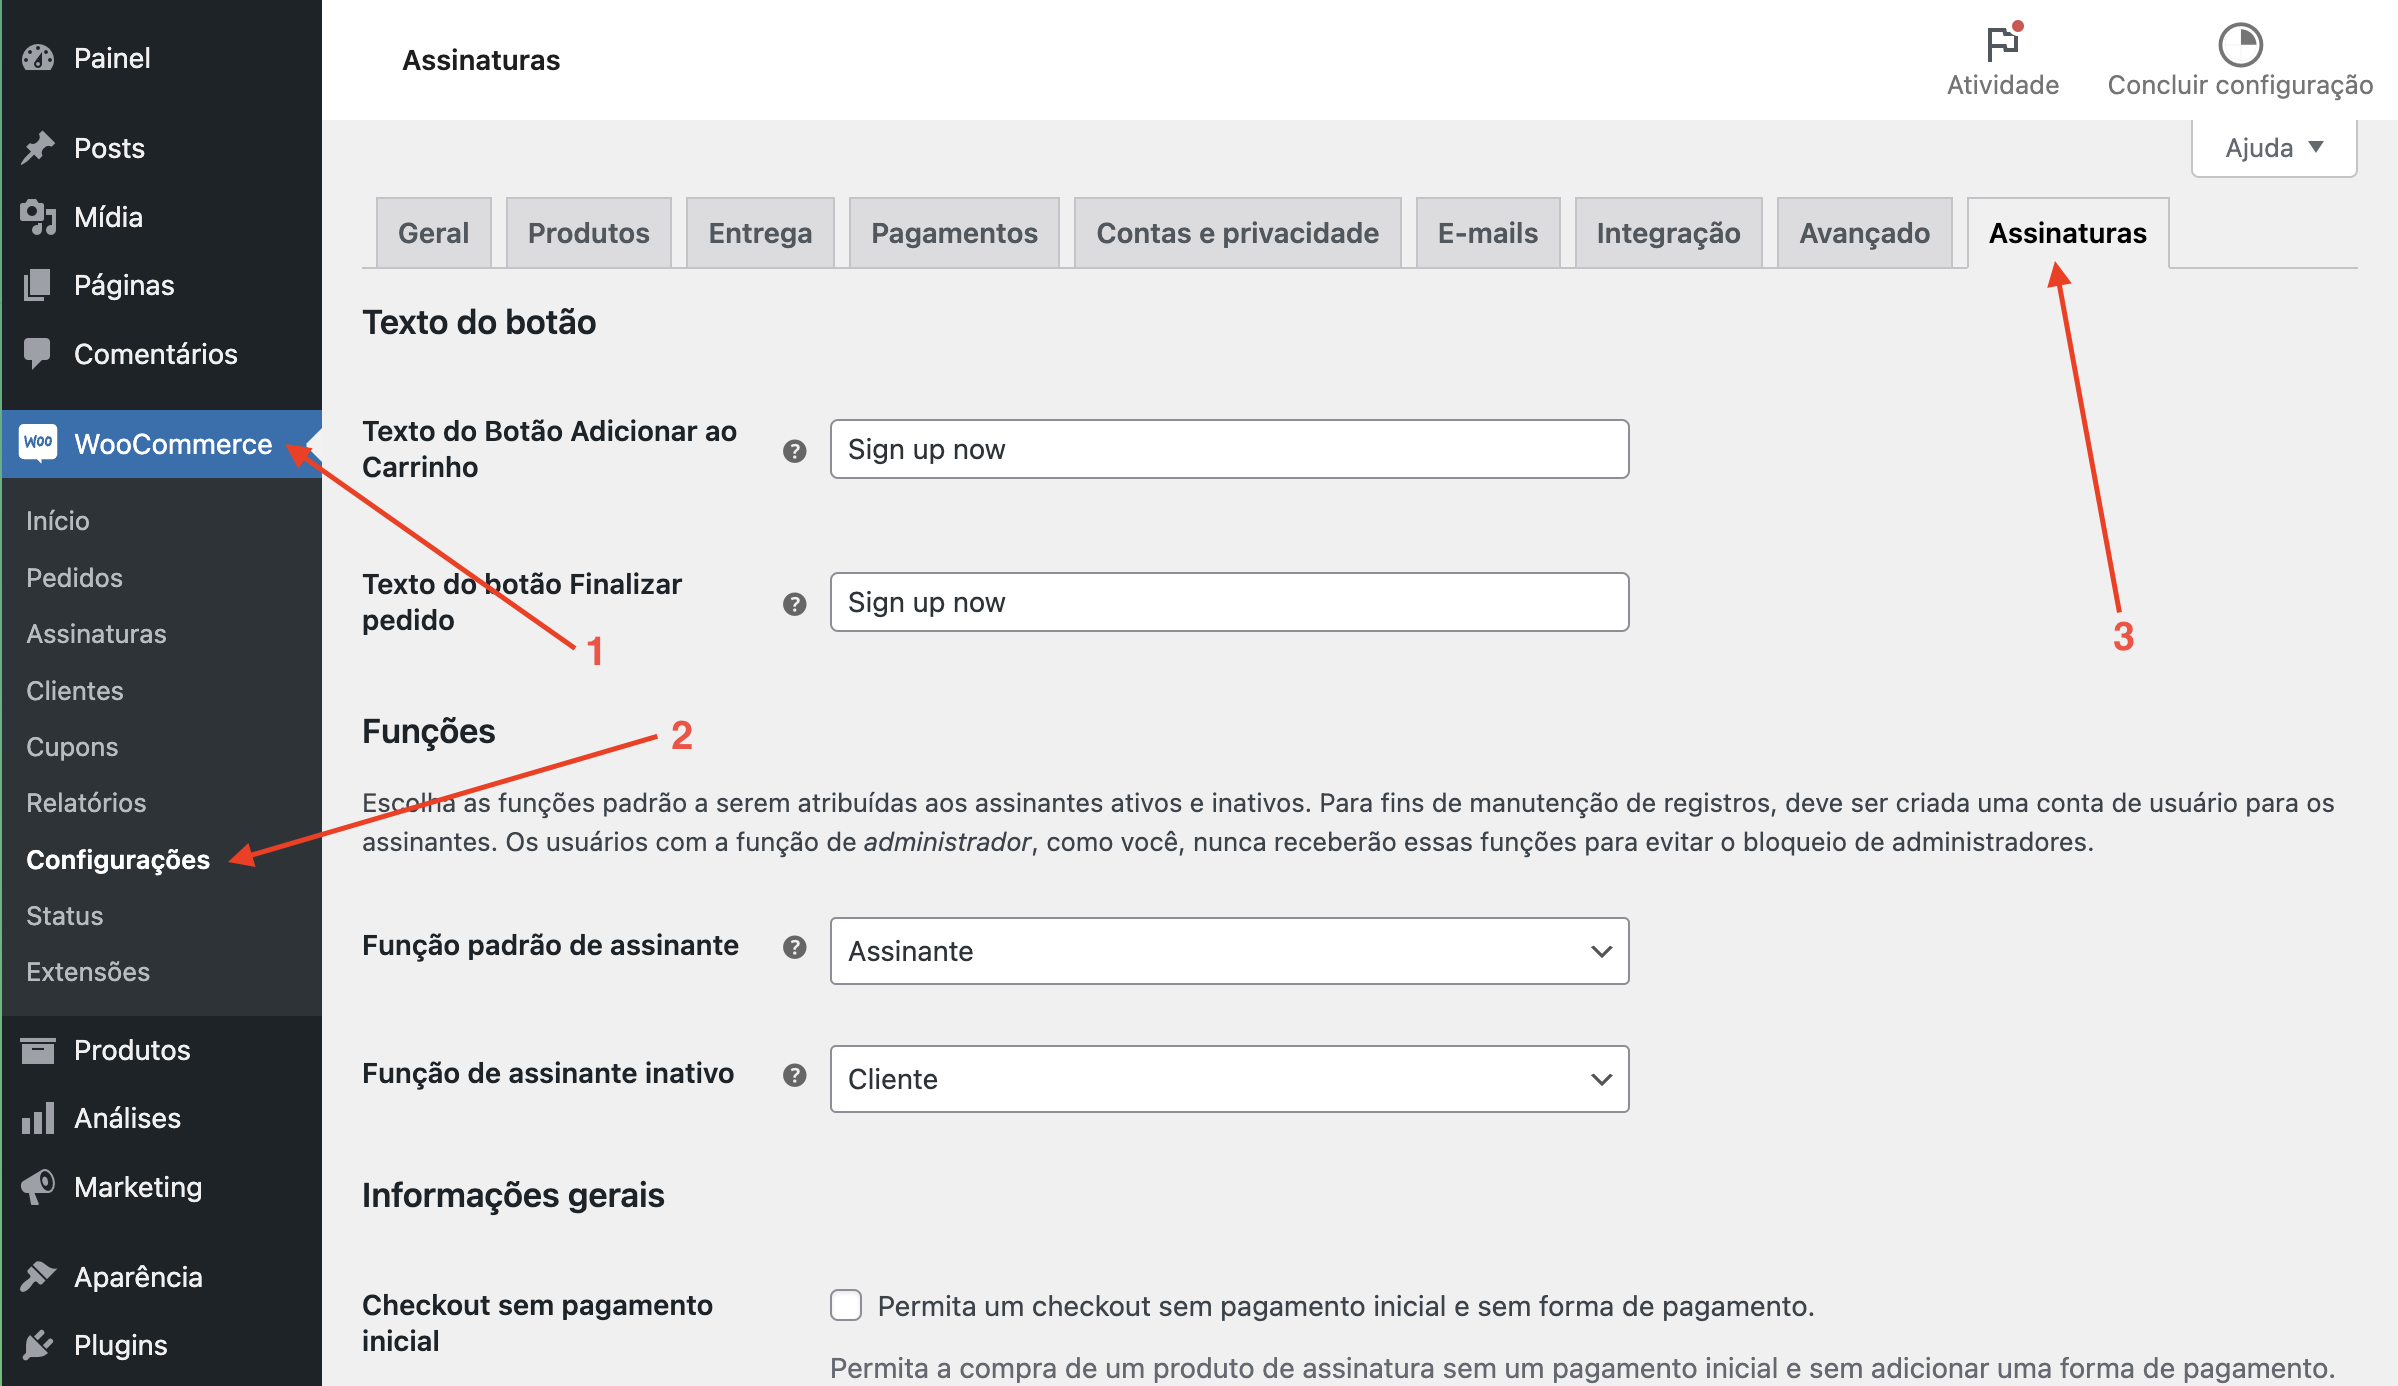 Painel
Posts
Mídia
Páginas
Comentários
Woo WooCommerce
Início
Pedidos
Assinaturas
Clientes
Cupons
Relatórios
Configurações
Status
Extensões
Produtos
Análises
Marketing
Aparência
Plugins
Assinaturas
Atividade
Concluir configuração
Ajuda
Geral Produtos Entrega Pagamentos Contas e privacidade E-mails Integração Avançado Assinaturas
Texto do botão
Texto do Botão Adicionar ao
Carrinho
? Sign up now
Texto do botão Finalizar
pedido
? Sign up now
1
3
Funções
2
Escolha as funções padrão a serem atribuídas aos assinantes ativos e inativos. Para fins de manutenção de registros, deve ser criada uma conta de usuário para os
assinantes. Os usuários com a função de administrador, como você, nunca receberão essas funções para evitar o bloqueio de administradores.
Função padrão de assinante ? Assinante
Função de assinante inativo ? Cliente
Informações gerais
Checkout sem pagamento
inicial
Permita um checkout sem pagamento inicial e sem forma de pagamento.
Permita a compra de um produto de assinatura sem um pagamento inicial e sem adicionar uma forma de pagamento.